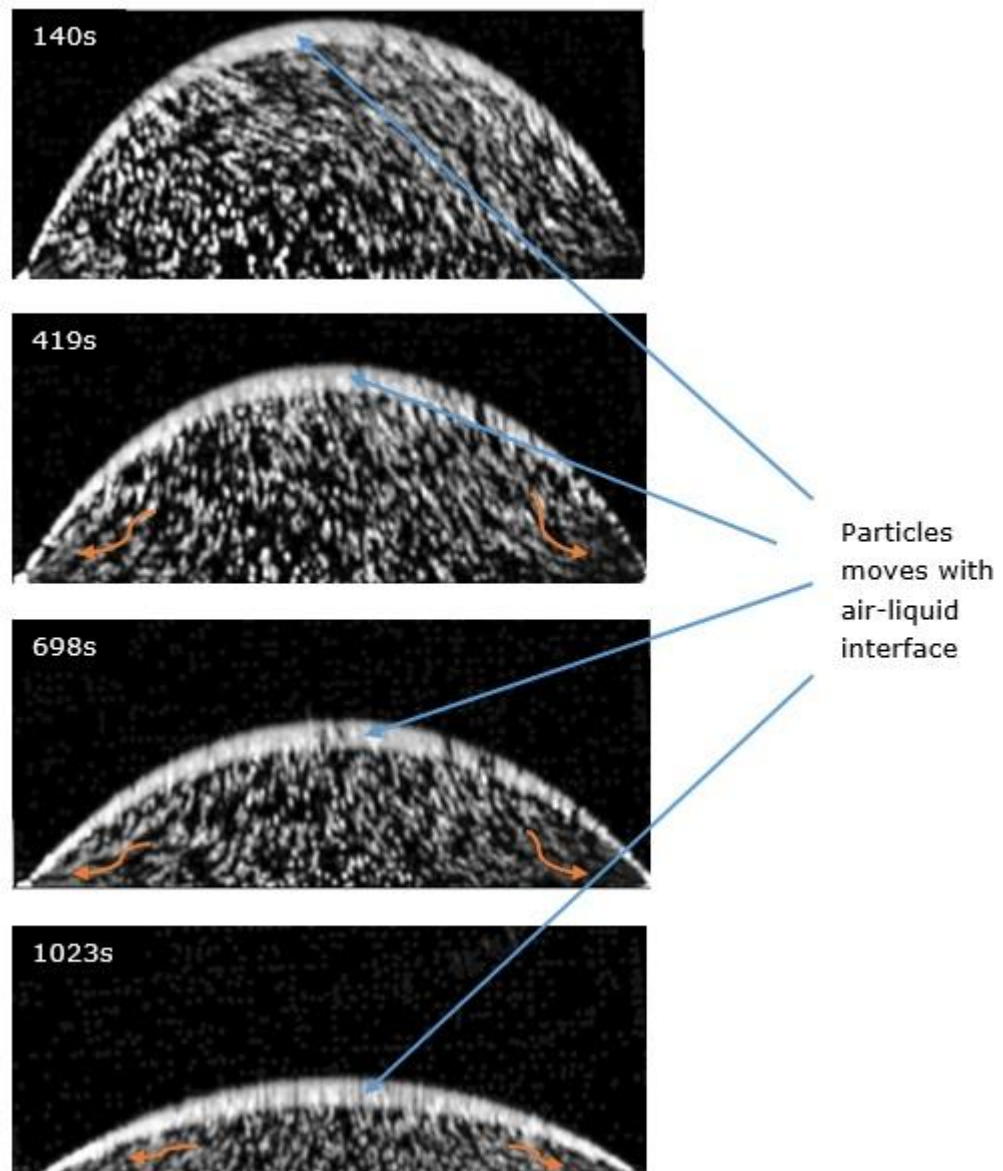 140s
419s
698s
1023s
Particles
moves with
air-liquid
interface